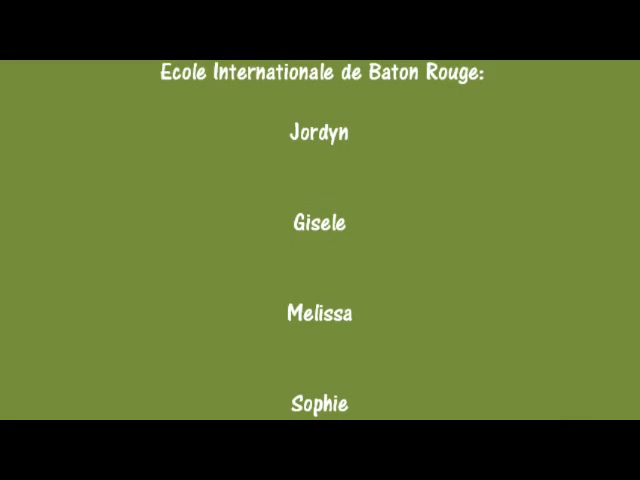 Ecole Internationale de Baton Rouge:
Jordyn
Gisele
Melissa
Sophie